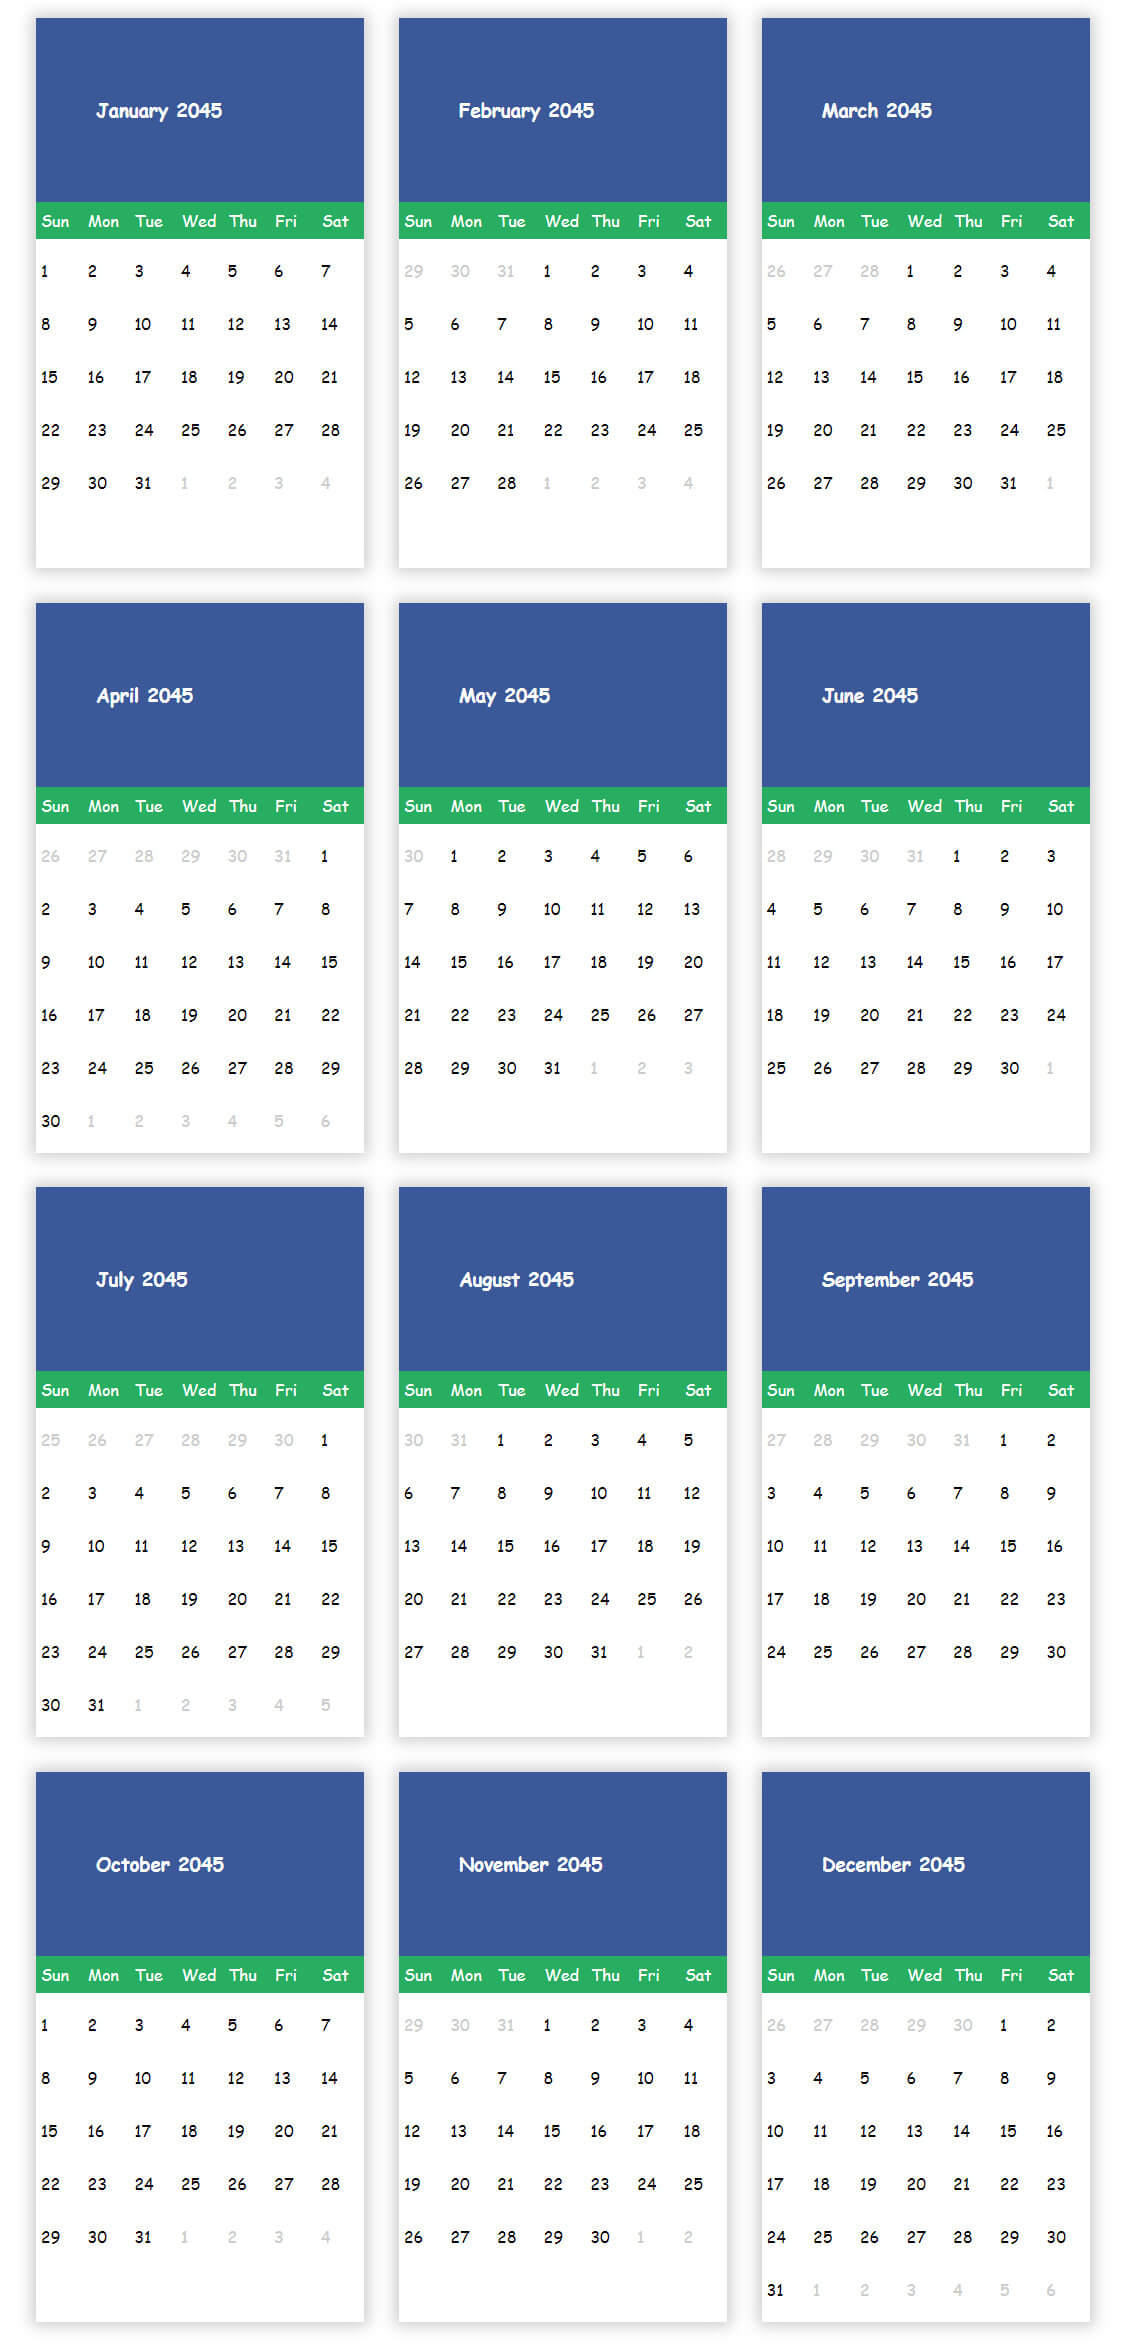 January 2045
Sun Mon Tue Wed Thu Fri Sat
1 2 3 4 5 6 7
8 9 10 11 12 13 14
15 16 17 18 19 20 21
22 23 24 25 26 27 28
29 30 31 1 2 3 4
February 2045
Sun Mon Tue Wed Thu Fri Sat
29 30 31 1 2 3 4
5 6 7 8 9 10 11
12 13 14 15 16 17 18
19 20 21 22 23 24 25
26 27 28 1 2 3 4
March 2045
Sun Mon Tue Wed Thu Fri Sat
26 27 28 1 2 3 4
5 6 7 8 9 10 11
12 13 14 15 16 17 18
19 20 21 22 23 24 25
26 27 28 29 30 31 1
April 2045
Sun Mon Tue Wed Thu Fri Sat
26 27 28 29 30 31 1
2 3 4 5 6 7 8
9 10 11 12 13 14 15
16 17 18 19 20 21 22
23 24 25 26 27 28 29
30 1 2 3 4 5 6
May 2045
Sun Mon Tue Wed Thu Fri Sat
30 1 2 3 4 5 6
7 8 9 10 11 12 13
14 15 16 17 18 19 20
21 22 23 24 25 26 27
28 29 30 31 1 2 3
June 2045
Sun Mon Tue Wed Thu Fri Sat
28 29 30 31 1 2 3
4 5 6 7 8 9 10
11 12 13 14 15 16 17
18 19 20 21 22 23 24
25 26 27 28 29 30 1
July 2045
Sun Mon Tue Wed Thu Fri Sat
25 26 27 28 29 30 1
2 3 4 5 6 7 8
9 10 11 12 13 14 15
16 17 18 19 20 21 22
23 24 25 26 27 28 29
30 31 1 2 3 4 5
August 2045
Sun Mon Tue Wed Thu Fri Sat
30 31 1 2 3 4 5
6 7 8 9 10 11 12
13 14 15 16 17 18 19
20 21 22 23 24 25 26
27 28 29 30 31 1 2
September 2045
Sun Mon Tue Wed Thu Fri Sat
27 28 29 30 31 1 2
3 4 5 6 7 8 9
10 11 12 13 14 15 16
17 18 19 20 21 22 23
24 25 26 27 28 29 30
October 2045
Sun Mon Tue Wed Thu Fri Sat
1 2 3 4 5 6 7
8 9 10 11 12 13 14
15 16 17 18 19 20 21
22 23 24 25 26 27 28
29 30 31 1 2 3 4
November 2045
Sun Mon Tue Wed Thu Fri Sat
29 30 31 1 2 3 4
5 6 7 8 9 10 11
12 13 14 15 16 17 18
19 20 21 22 23 24 25
26 27 28 29 30 1 2
December 2045
Sun Mon Tue Wed Thu Fri Sat
26 27 28 29 30 1 2
3 4 5 6 7 8 9
10 11 12 13 14 15 16
17 18 19 20 21 22 23
24 25 26 27 28 29 30
31 1 2 3 4 5 6